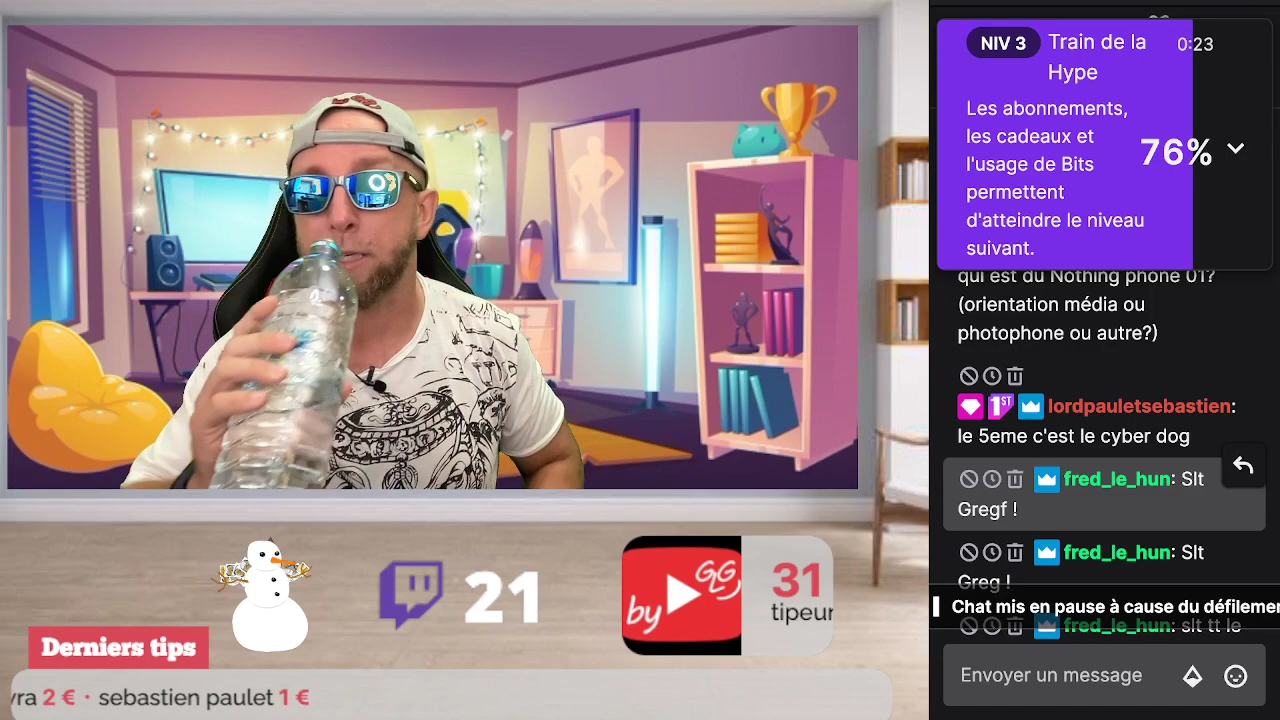 NIV 3 Train de la 0:23
Hype
Les abonnements,
les cadeaux et
l'usage de Bits
permettent
d'atteindre le niveau
suivant.
76%
qui est du Nothing phone 01?
(orientation média ou
photophone ou autre?)
1ST lordpauletsebastien:
le 5eme c'est le cyber dog
fred_le_hun: Slt
Gregf !
fred_le_hun: Slt
Greg !
Chat mis en pause à cause du défilemen
fred_le_hun: slt tt le
Envoyer un message
21
by GG
31
tipeur
Derniers tips
vra 2 € · sebastien paulet 1 €